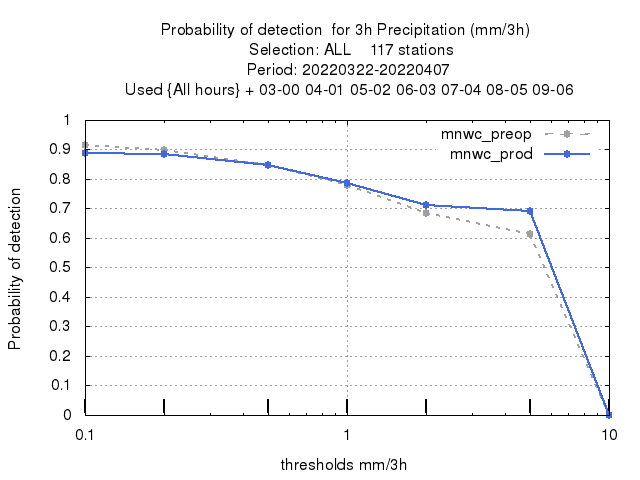 Probability of detection  for 3h Precipitation (mm/3h)
Selection: ALL    117 stations
Period: 20220322-20220407
Used {All hours} + 03-00 04-01 05-02 06-03 07-04 08-05 09-06
mnwc_preop
mnwc_prod
Probability of detection
1
0.9
0.8
0.7
0.6
0.5
0.4
0.3
0.2
0.1
0
0.1 1 10
thresholds mm/3h